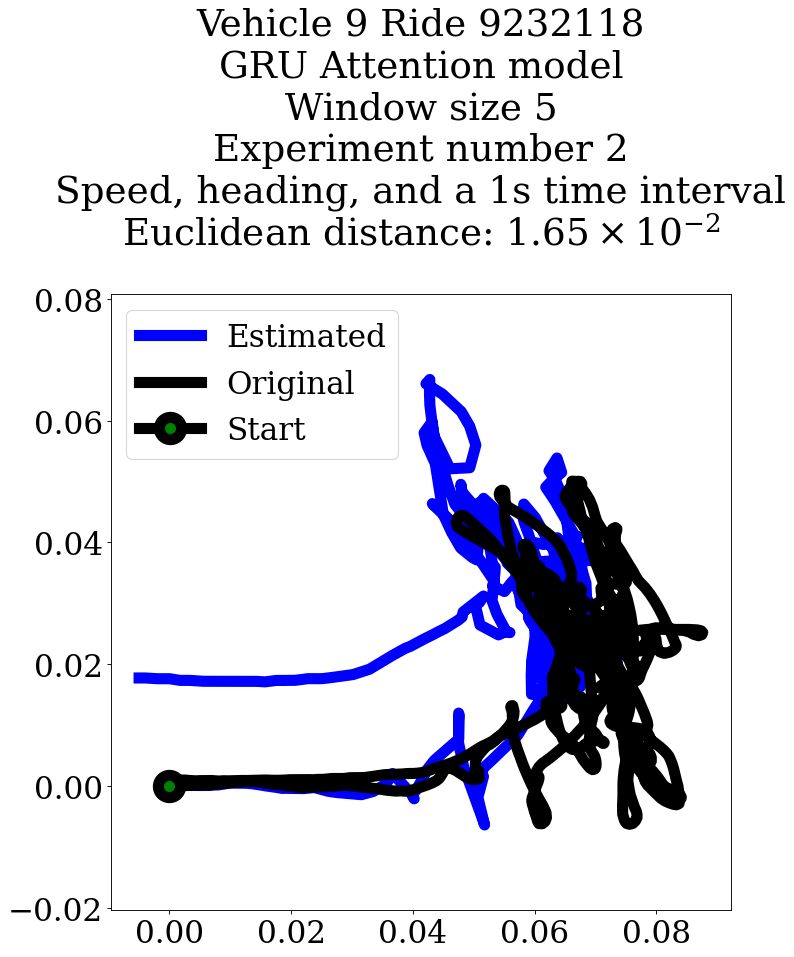 Vehicle 9 Ride 9232118
GRU Attention model
Window size 5
Experiment number 2
Speed, heading, and a 1s time interval
Euclidean distance: 1.65 × 10⁻²
0.08
Estimated
Original
Start
0.06
0.04
0.02
0.00
−0.02
0.00 0.02 0.04 0.06 0.08